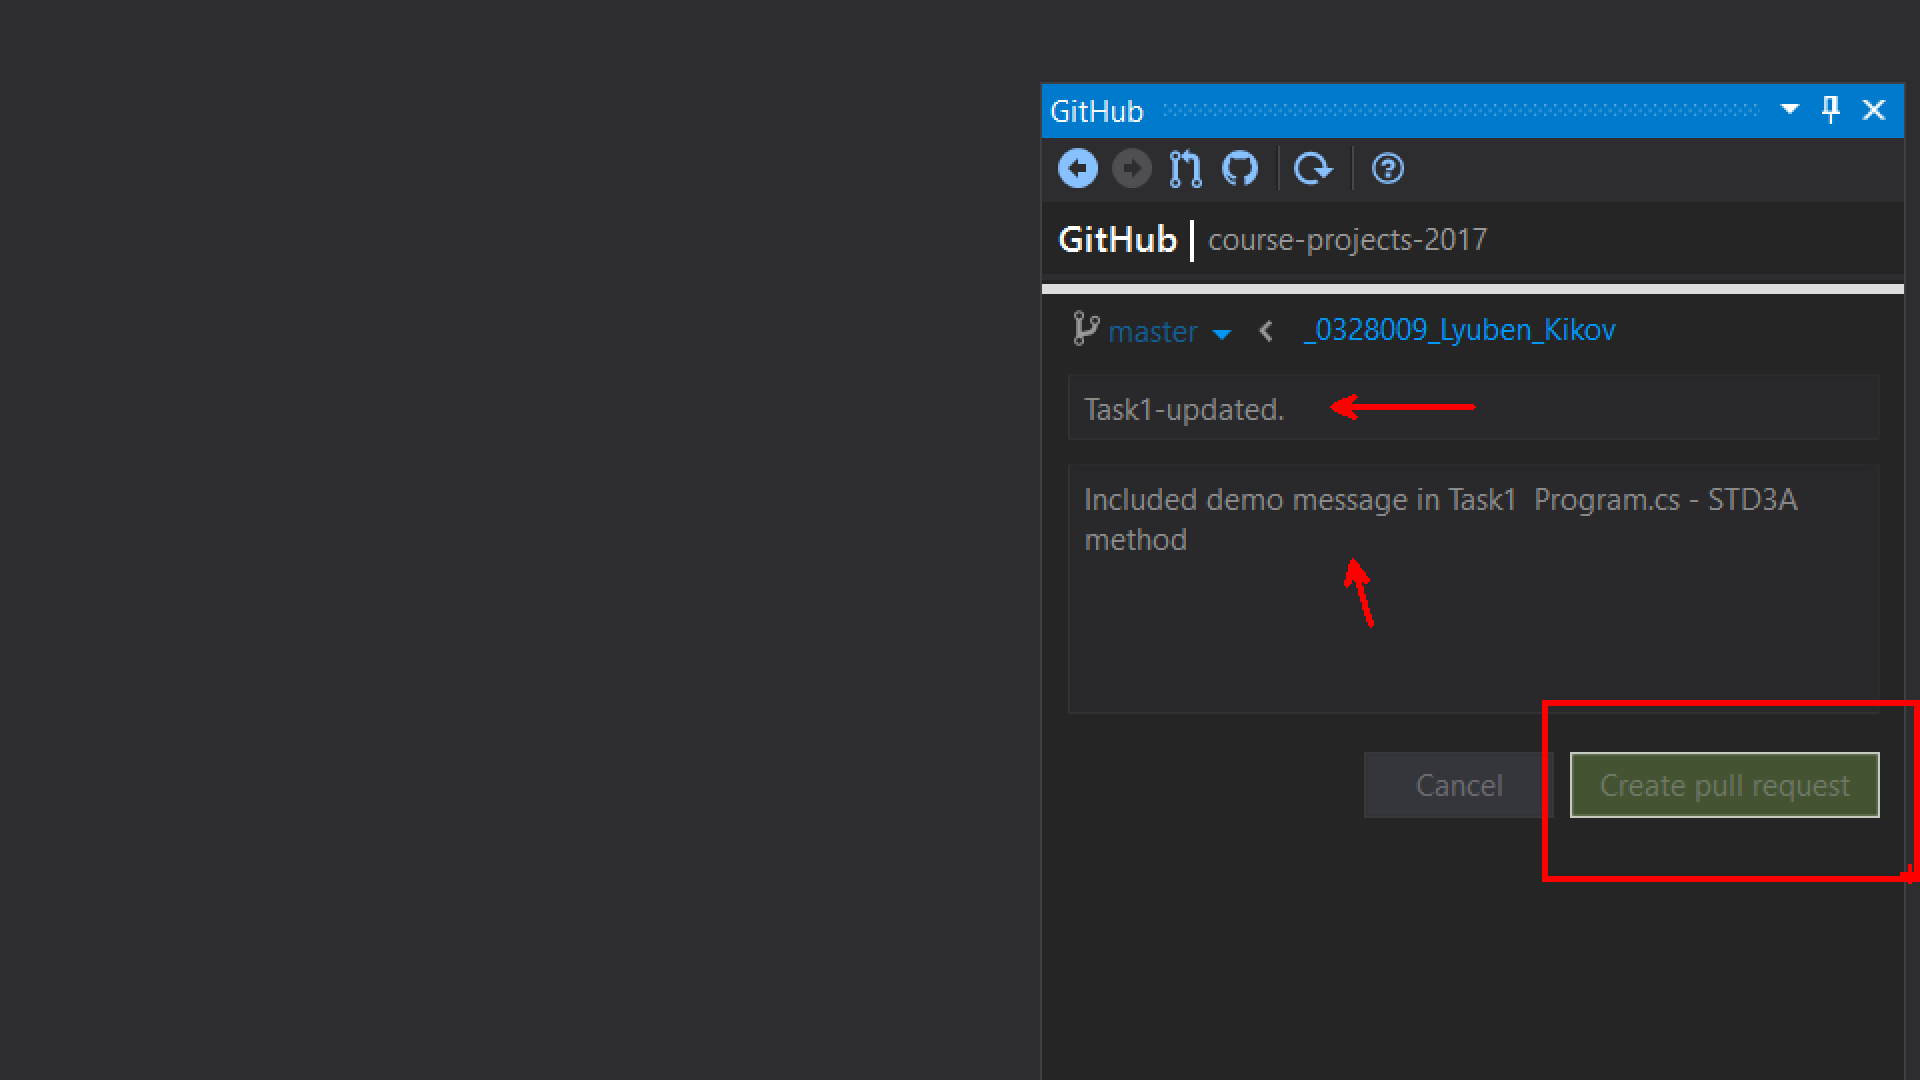 GitHub
GitHub | course-projects-2017
master _0328009_Lyuben_Kikov
Task1-updated.
Included demo message in Task1  Program.cs - STD3A
method
Cancel Create pull request